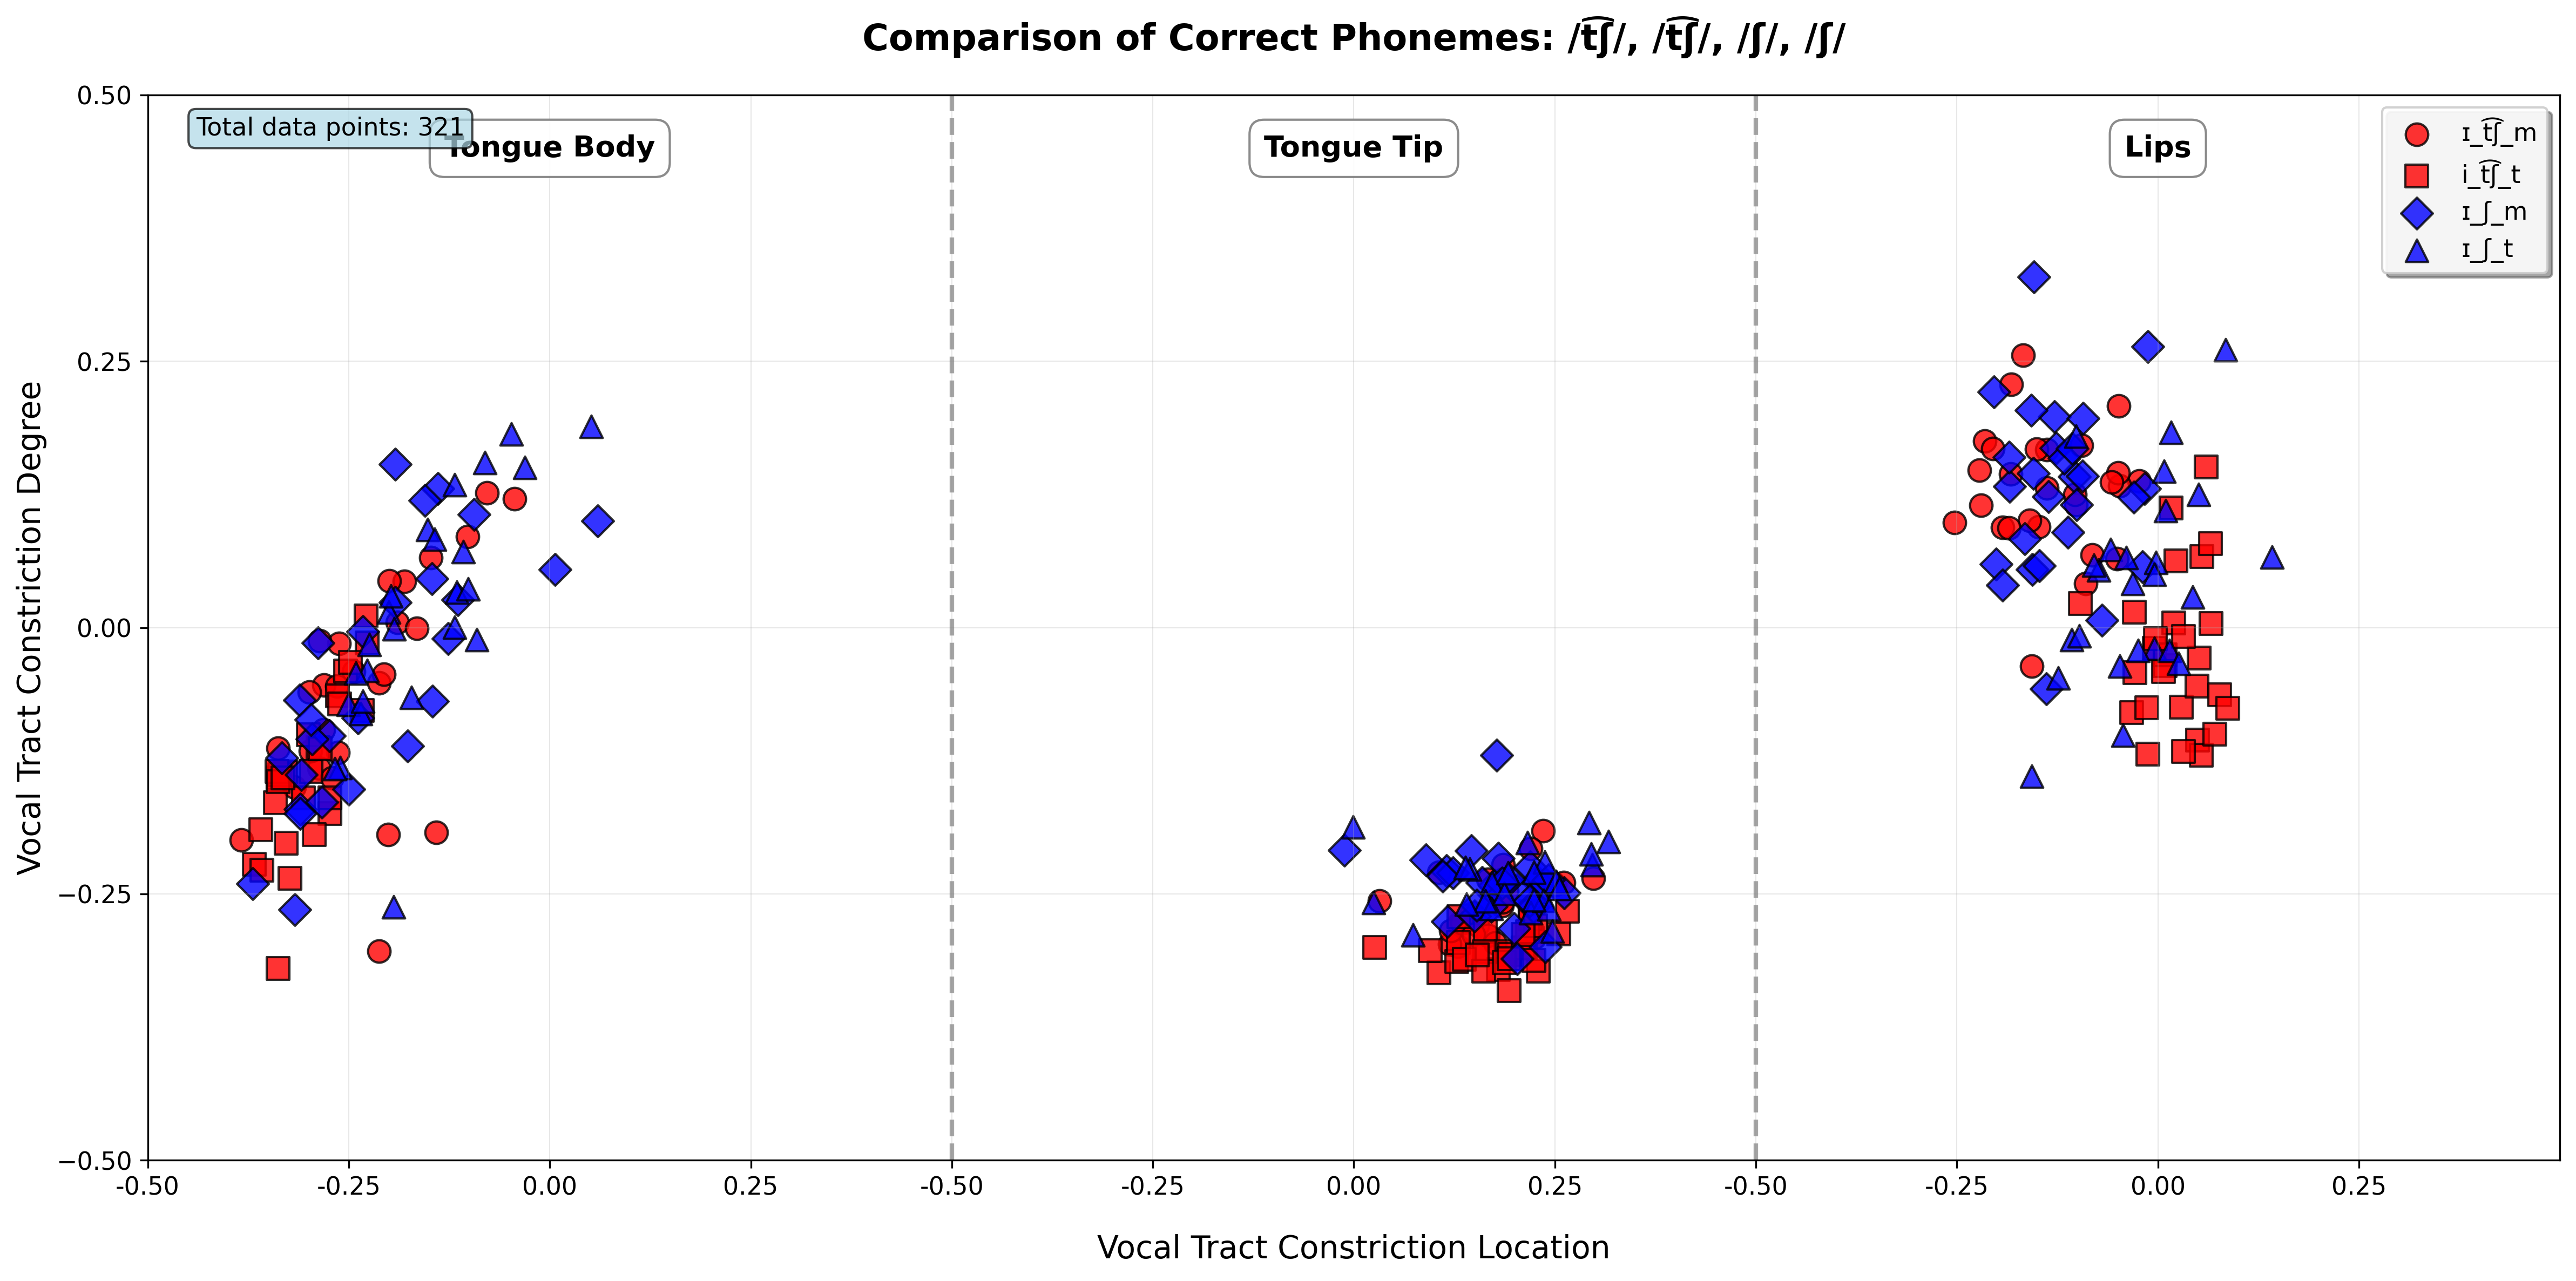 Comparison of Correct Phonemes: /t͡ʃ/, /t͡ʃ/, /ʃ/, /ʃ/
Total data points: 321
Tongue Body
Tongue Tip
Lips
ɪ_t͡ʃ_m
i_t͡ʃ_t
ɪ_ʃ_m
ɪ_ʃ_t
Vocal Tract Constriction Degree
0.50
0.25
0.00
−0.25
−0.50
-0.50 -0.25 0.00 0.25 -0.50 -0.25 0.00 0.25 -0.50 -0.25 0.00 0.25
Vocal Tract Constriction Location